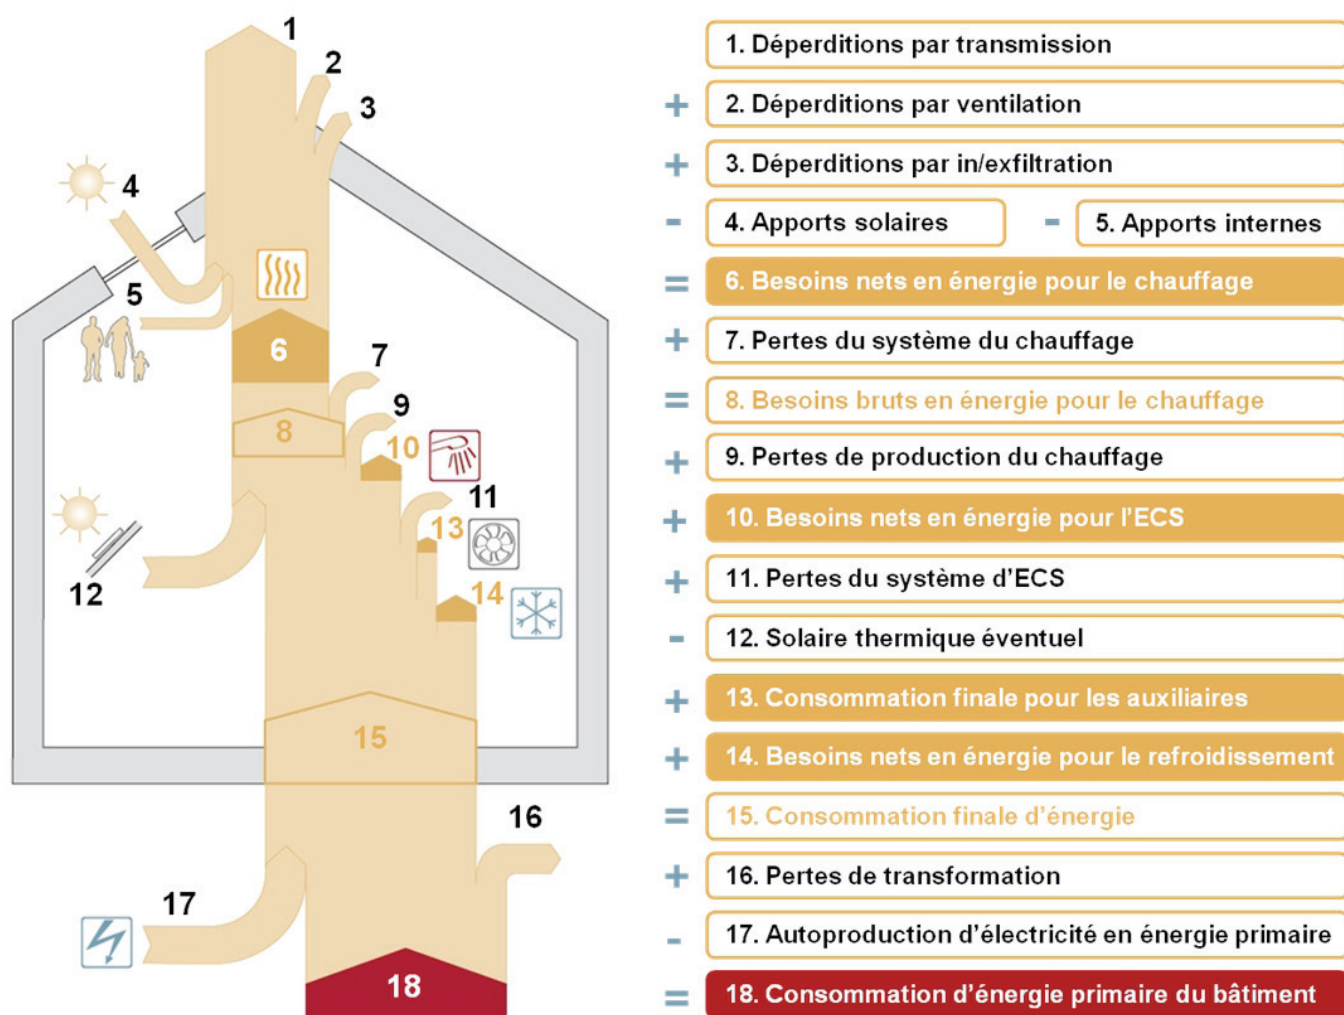 1
2
3
4
5
6
7
8
9
10
11
12
13
14
15
16
17
18
1. Déperditions par transmission
+ 2. Déperditions par ventilation
+ 3. Déperditions par in/exfiltration
- 4. Apports solaires - 5. Apports internes
= 6. Besoins nets en énergie pour le chauffage
+ 7. Pertes du système du chauffage
= 8. Besoins bruts en énergie pour le chauffage
+ 9. Pertes de production du chauffage
+ 10. Besoins nets en énergie pour l'ECS
+ 11. Pertes du système d'ECS
- 12. Solaire thermique éventuel
+ 13. Consommation finale pour les auxiliaires
+ 14. Besoins nets en énergie pour le refroidissement
= 15. Consommation finale d'énergie
+ 16. Pertes de transformation
- 17. Autoproduction d'électricité en énergie primaire
= 18. Consommation d'énergie primaire du bâtiment